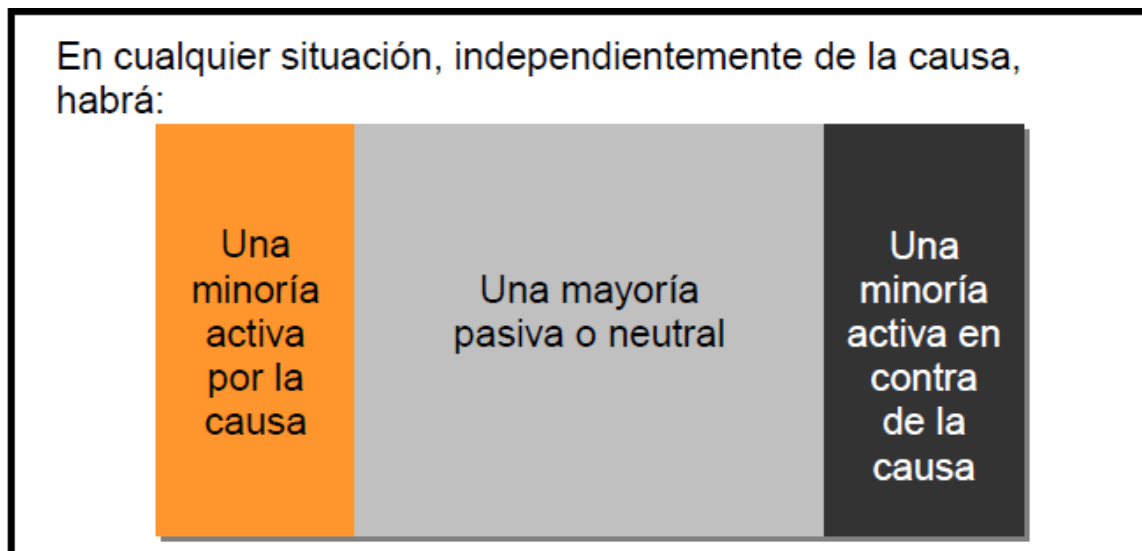 En cualquier situación, independientemente de la causa,
habrá:
Una
minoría
activa
por la
causa
Una mayoría
pasiva o neutral
Una
minoría
activa en
contra
de la
causa